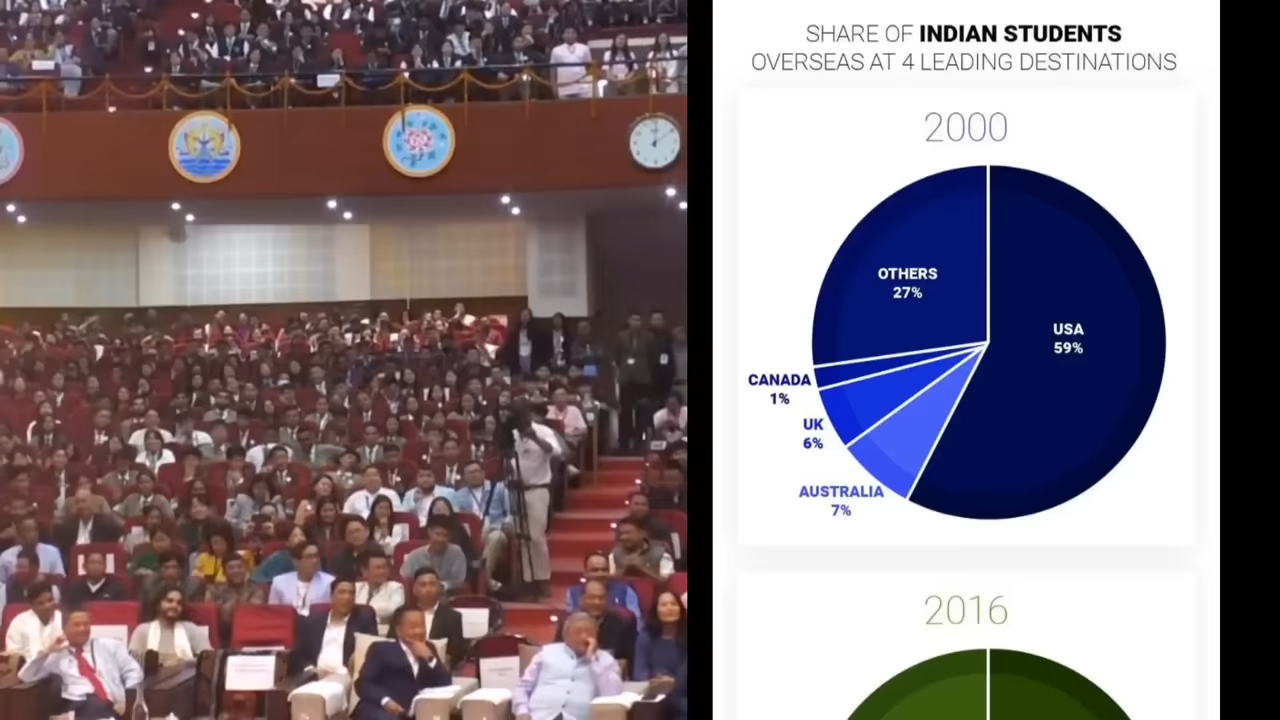 SHARE OF INDIAN STUDENTS
OVERSEAS AT 4 LEADING DESTINATIONS
2000
OTHERS
27%
USA
59%
CANADA
1%
UK
6%
AUSTRALIA
7%
2016